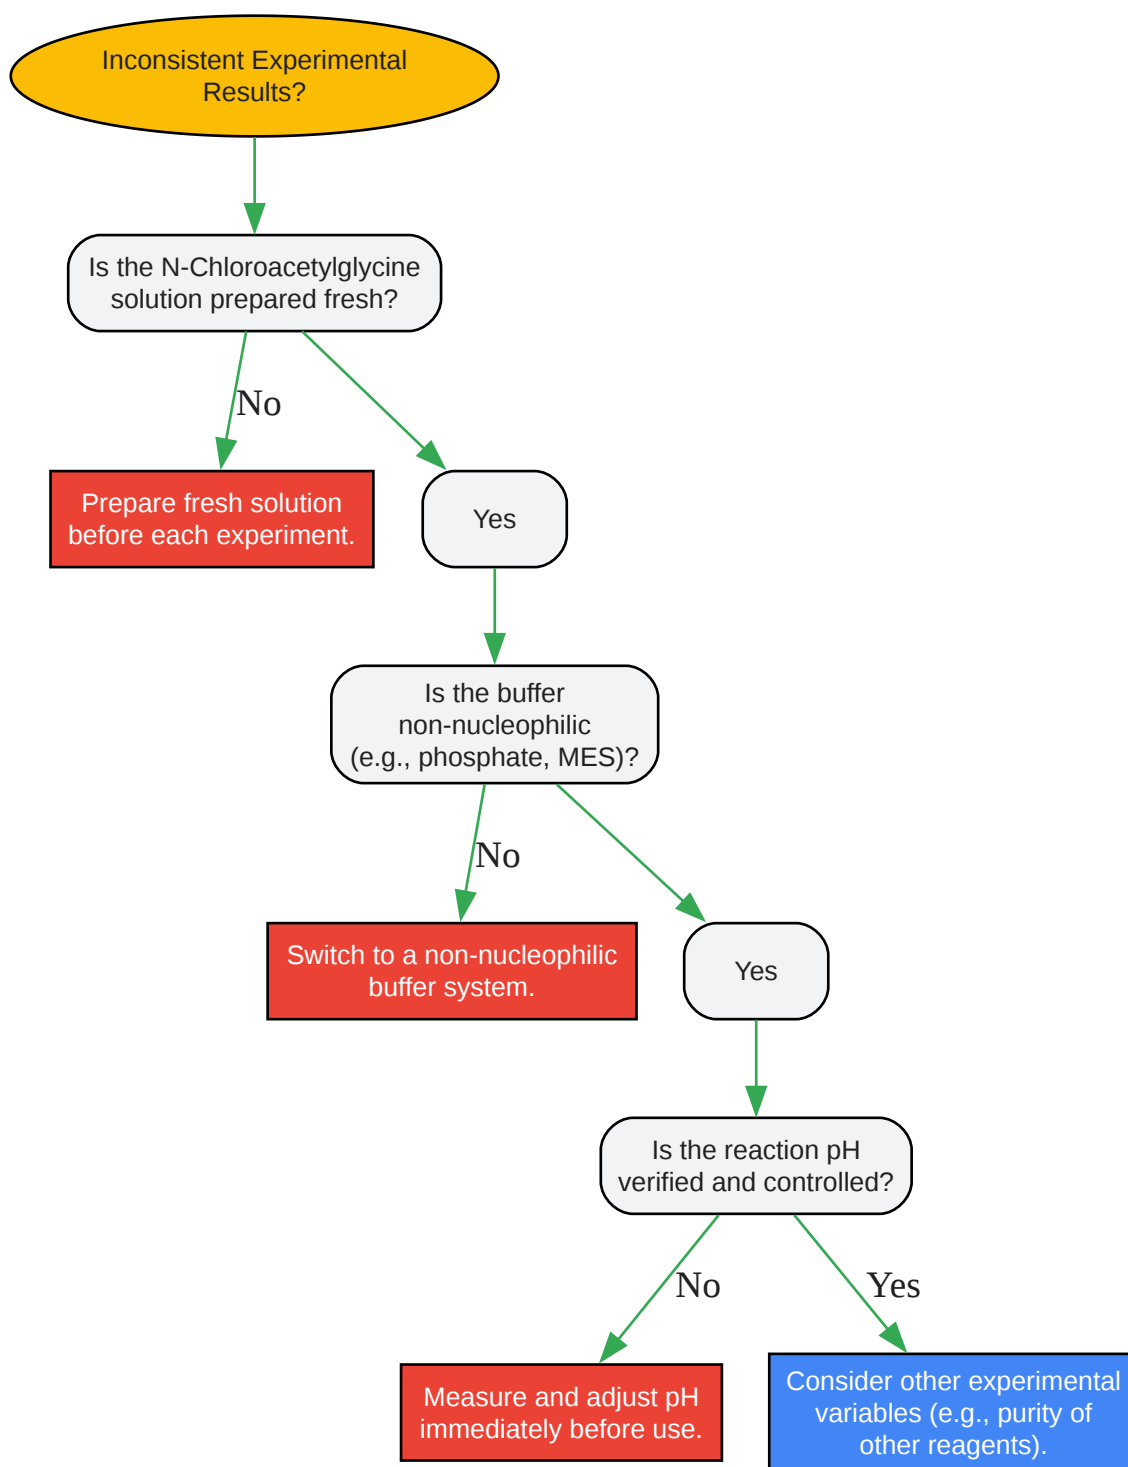 Inconsistent Experimental
Results?
Is the N-Chloroacetylglycine
solution prepared fresh?
No
Prepare fresh solution
before each experiment.
Yes
Is the buffer
non-nucleophilic
(e.g., phosphate, MES)?
No
Switch to a non-nucleophilic
buffer system.
Yes
Is the reaction pH
verified and controlled?
No
Yes
Measure and adjust pH
immediately before use.
Consider other experimental
variables (e.g., purity of
other reagents).